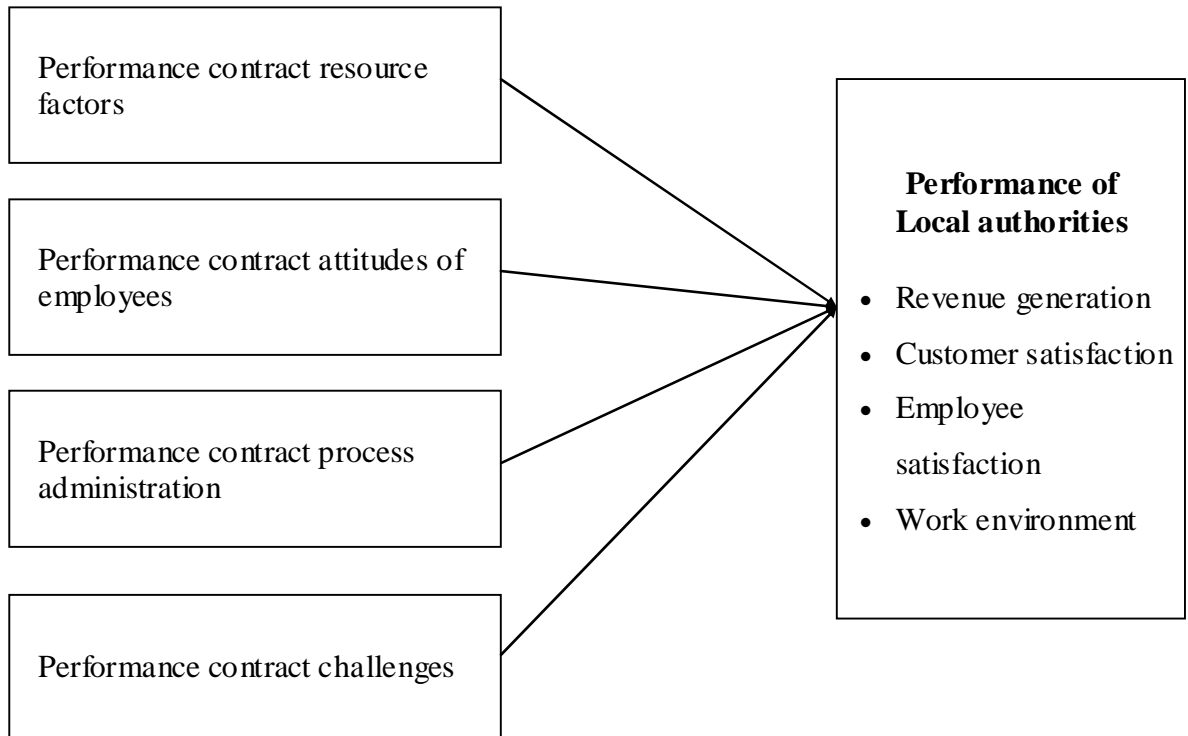 Performance contract resource
factors
Performance contract attitudes of
employees
Performance contract process
administration
Performance contract challenges
Performance of
Local authorities
• Revenue generation
• Customer satisfaction
• Employee
satisfaction
• Work environment